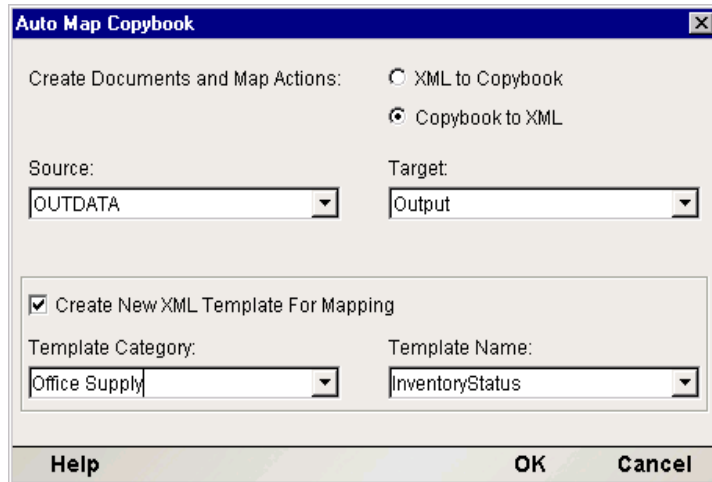 Auto Map Copybook
Create Documents and Map Actions:
XML to Copybook
Copybook to XML
Source:
Target:
OUTDATA
Output
Create New XML Template For Mapping
Template Category:
Template Name:
Office Supply
InventoryStatus
Help
OK
Cancel